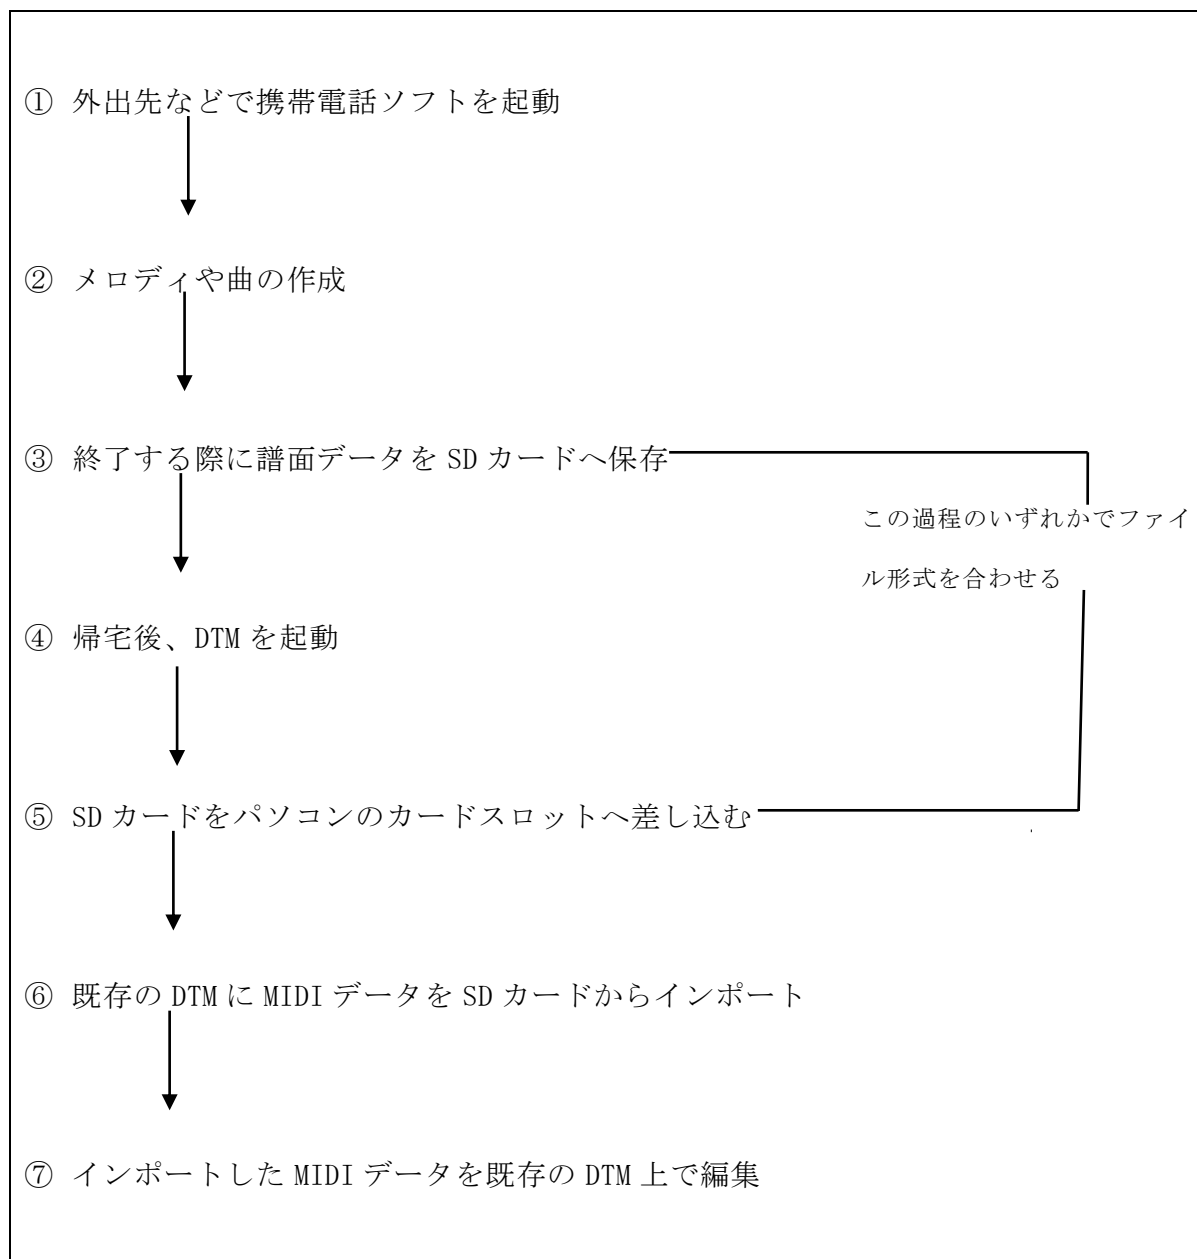 ① 外出先などで携帯電話ソフトを起動
② メロディや曲の作成
③ 終了する際に譜面データを SD カードへ保存
この過程のいずれかでファイ
ル形式を合わせる
④ 帰宅後、DTM を起動
⑤ SD カードをパソコンのカードスロットへ差し込む
⑥ 既存の DTM に MIDI データを SD カードからインポート
⑦ インポートした MIDI データを既存の DTM 上で編集